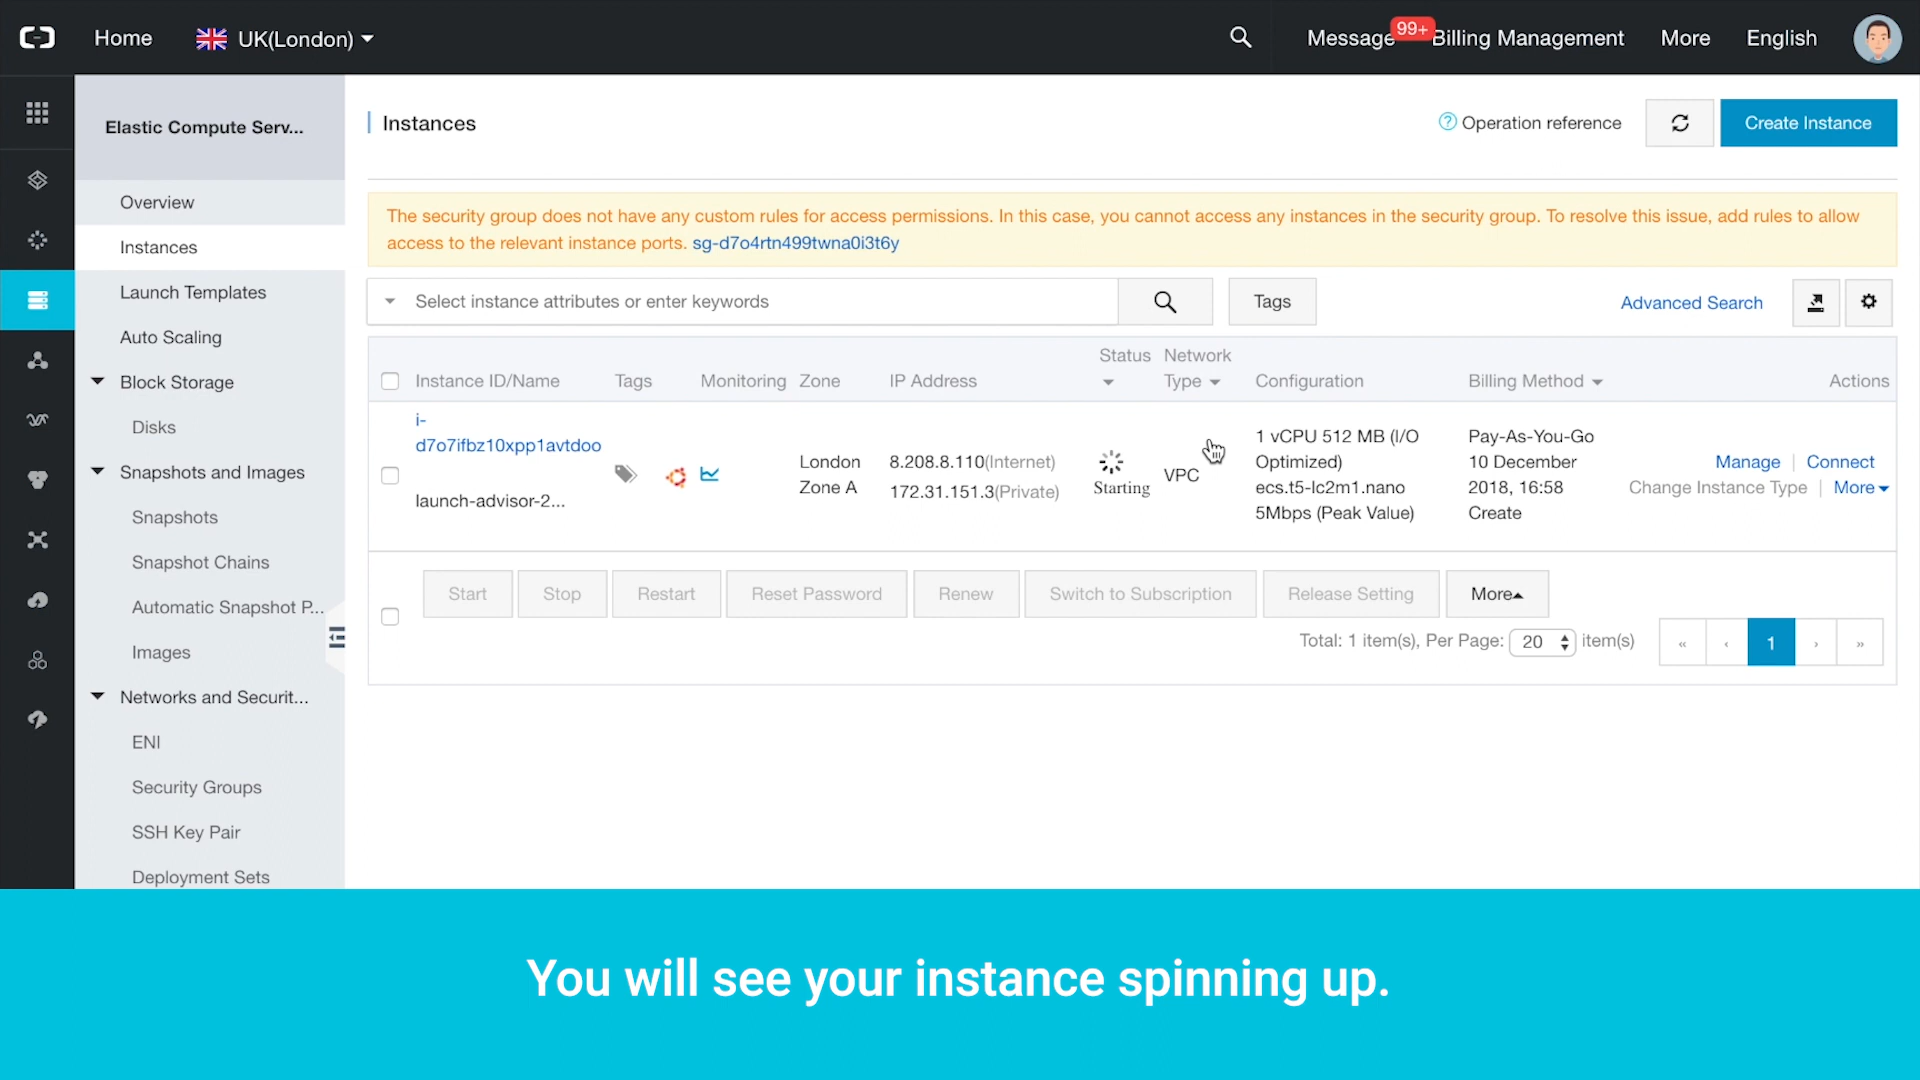 Home
UK(London)
Message
99+
Billing Management
More
English
Elastic Compute Serv...
Overview
Instances
Launch Templates
Auto Scaling
Block Storage
Disks
Snapshots and Images
Snapshots
Snapshot Chains
Automatic Snapshot P...
Images
Networks and Securit...
ENI
Security Groups
SSH Key Pair
Deployment Sets
Instances
? Operation reference
Create Instance
The security group does not have any custom rules for access permissions. In this case, you cannot access any instances in the security group. To resolve this issue, add rules to allow
access to the relevant instance ports. sg-d7o4rtn499twna0i3t6y
Select instance attributes or enter keywords
Tags
Advanced Search
Instance ID/Name
Tags
Monitoring
Zone
IP Address
Status
Network
Type
Configuration
Billing Method
Actions
i-
d7o7ifbz10xpp1avtdoo
launch-advisor-2...
London
Zone A
8.208.8.110(Internet)
172.31.151.3(Private)
Starting
VPC
1 vCPU 512 MB (I/O
Optimized)
ecs.t5-lc2m1.nano
5Mbps (Peak Value)
Pay-As-You-Go
10 December
2018, 16:58
Create
Manage | Connect
Change Instance Type | More
Start
Stop
Restart
Reset Password
Renew
Switch to Subscription
Release Setting
More
Total: 1 item(s), Per Page: 20 item(s)
« ‹ 1 › »
You will see your instance spinning up.